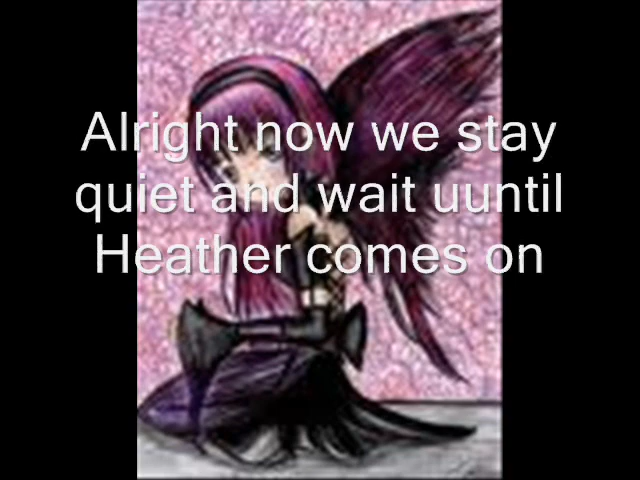 Alright now we stay
quiet and wait uuntil
Heather comes on